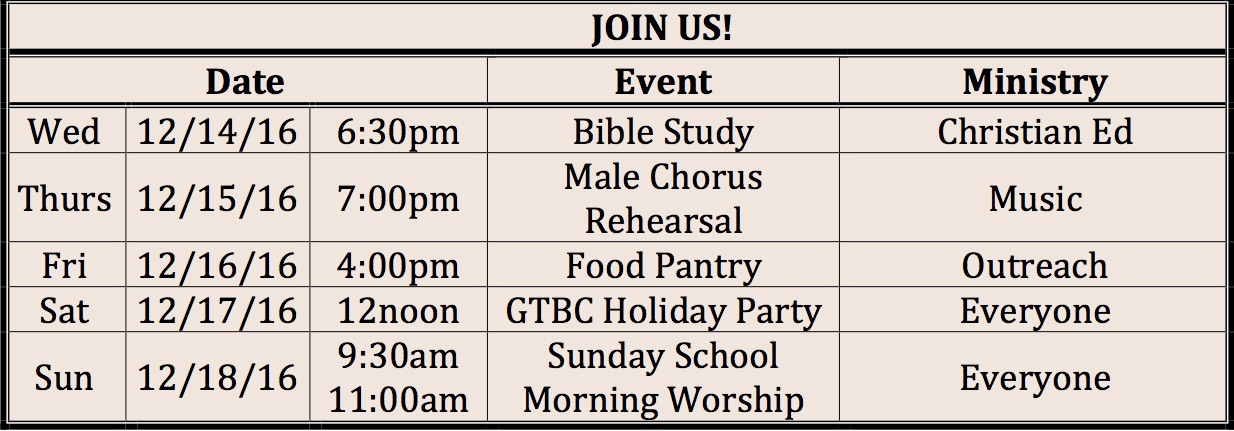 JOIN US!
Date Event Ministry
Wed 12/14/16 6:30pm Bible Study Christian Ed
Thurs 12/15/16 7:00pm Male Chorus Rehearsal Music
Fri 12/16/16 4:00pm Food Pantry Outreach
Sat 12/17/16 12noon GTBC Holiday Party Everyone
Sun 12/18/16 9:30am Sunday School Everyone
11:00am Morning Worship